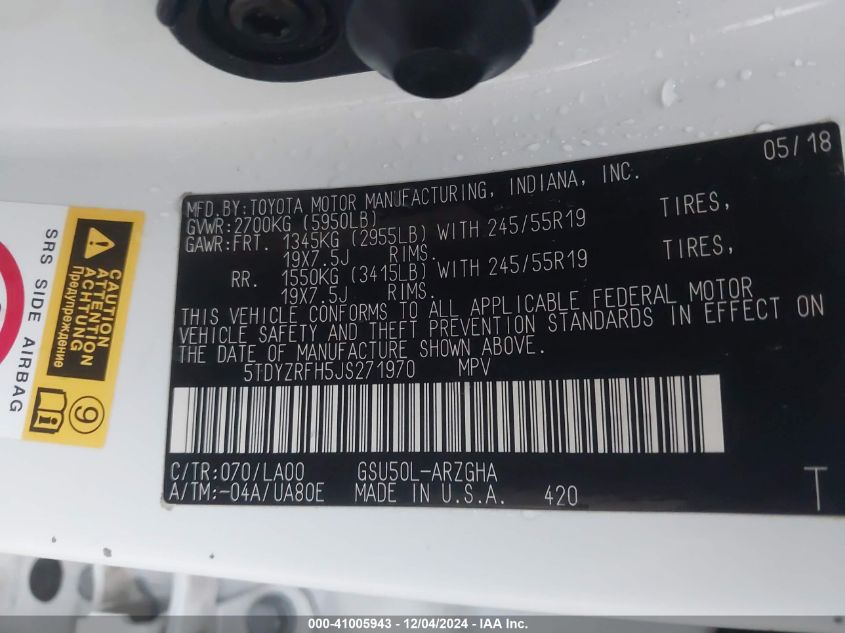 05/18
MFD.BY:TOYOTA MOTOR MANUFACTURING, INDIANA, INC.
GVWR:2700KG (5950LB)
GAWR:FRT. 1345KG (2955LB) WITH 245/55R19 TIRES,
19X7.5J RIMS.
RR. 1550KG (3415LB) WITH 245/55R19 TIRES,
19X7.5J RIMS.
THIS VEHICLE CONFORMS TO ALL APPLICABLE FEDERAL MOTOR
VEHICLE SAFETY AND THEFT PREVENTION STANDARDS IN EFFECT ON
THE DATE OF MANUFACTURE SHOWN ABOVE.
5TDYZRFH5JS271970 MPV
C/TR:070/LA00 GSU50L-ARZGHA
A/TM:-04A/UA80E MADE IN U.S.A. 420
T
SRS SIDE AIRBAG
CAUTION
ATTENTION
ACHTUNG
Предупреждение
9
000-41005943 - 12/04/2024 - IAA Inc.